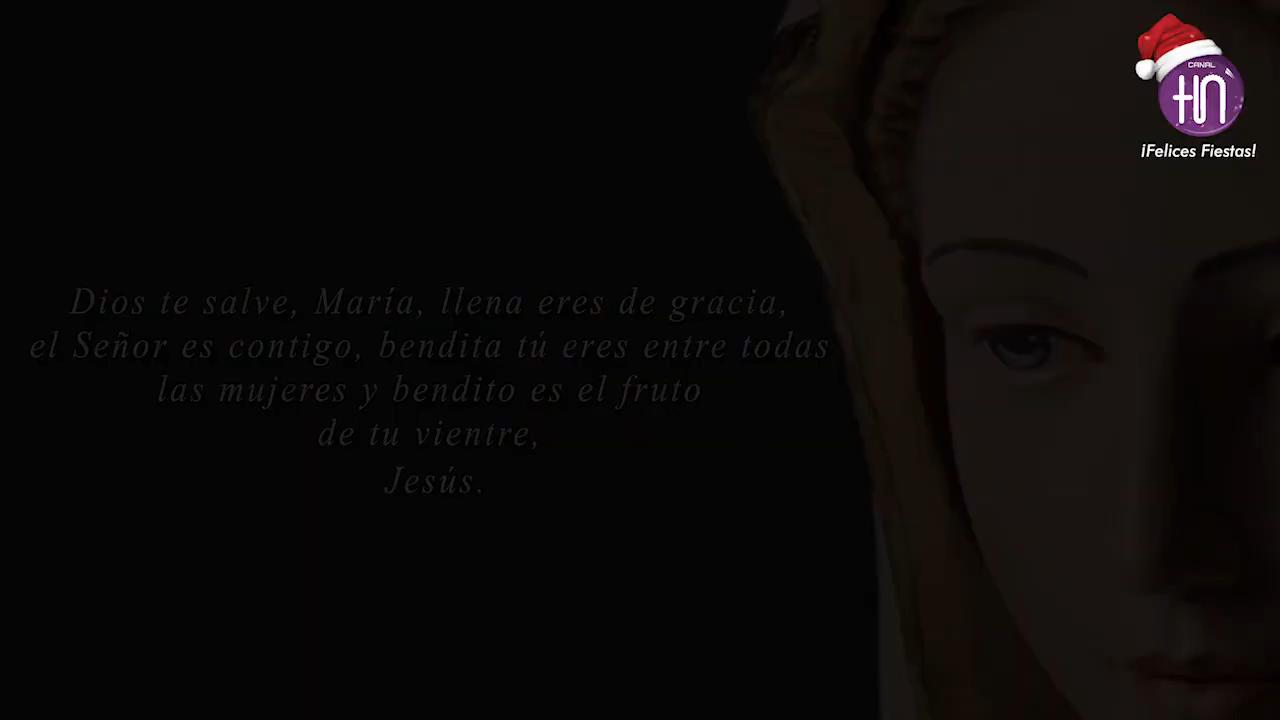 CANAL
HN
¡Felices Fiestas!
Dios te salve, María, llena eres de gracia,
el Señor es contigo, bendita tú eres entre todas
las mujeres y bendito es el fruto
de tu vientre,
Jesús.